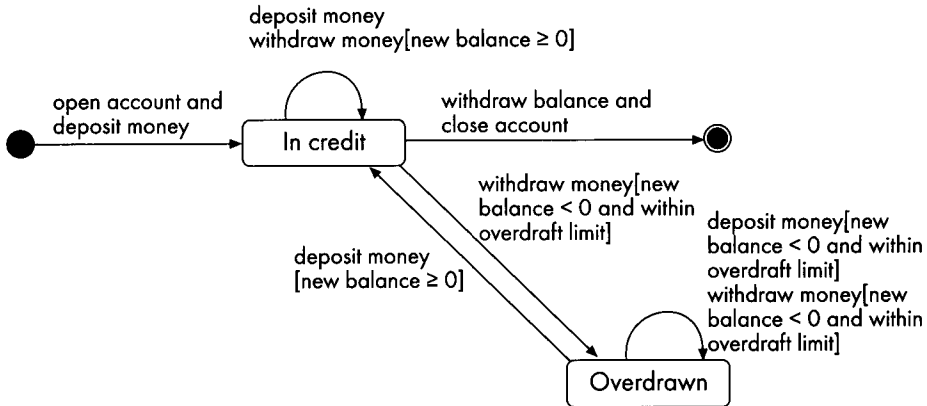 deposit money
withdraw money[new balance ≥ 0]
open account and
deposit money
withdraw balance and
close account
In credit
withdraw money[new
balance < 0 and within
overdraft limit]
deposit money
[new balance ≥ 0]
deposit money[new
balance < 0 and within
overdraft limit]
withdraw money[new
balance < 0 and within
overdraft limit]
Overdrawn